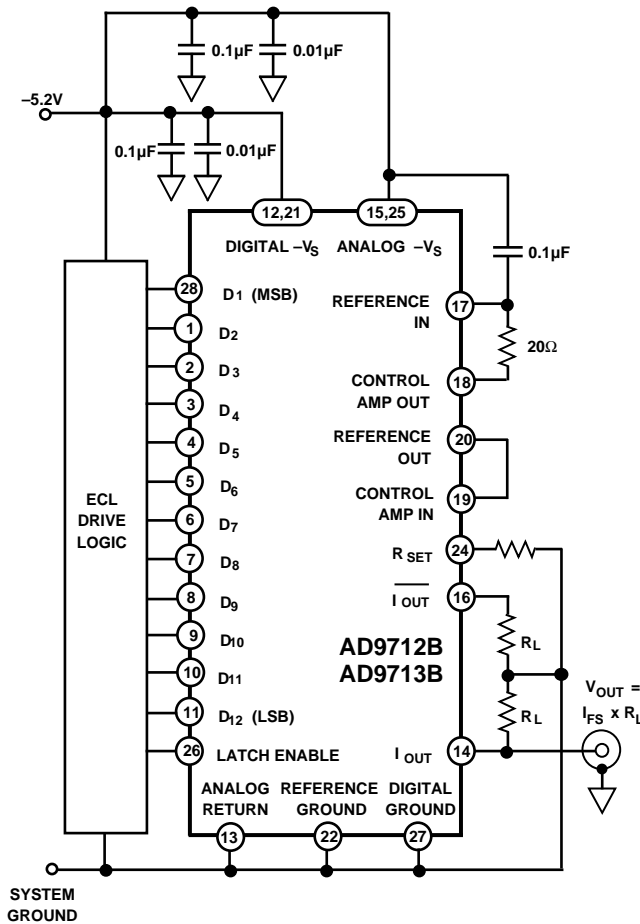 0.1µF
0.01µF
–5.2V
0.1µF
0.01µF
12,21
15,25
DIGITAL –VS
ANALOG –VS
0.1µF
28
D1 (MSB)
REFERENCE
IN
17
1
D2
20Ω
2
D3
CONTROL
AMP OUT
18
3
D4
REFERENCE
OUT
20
4
D5
5
D6
CONTROL
AMP IN
19
ECL
DRIVE
LOGIC
6
D7
RSET
24
7
D8
IOUT
16
8
D9
RL
9
D10
AD9712B
AD9713B
10
D11
VOUT =
IFS x RL
RL
11
D12 (LSB)
26
LATCH ENABLE
IOUT
14
ANALOG
RETURN
REFERENCE
GROUND
DIGITAL
GROUND
13
22
27
SYSTEM
GROUND